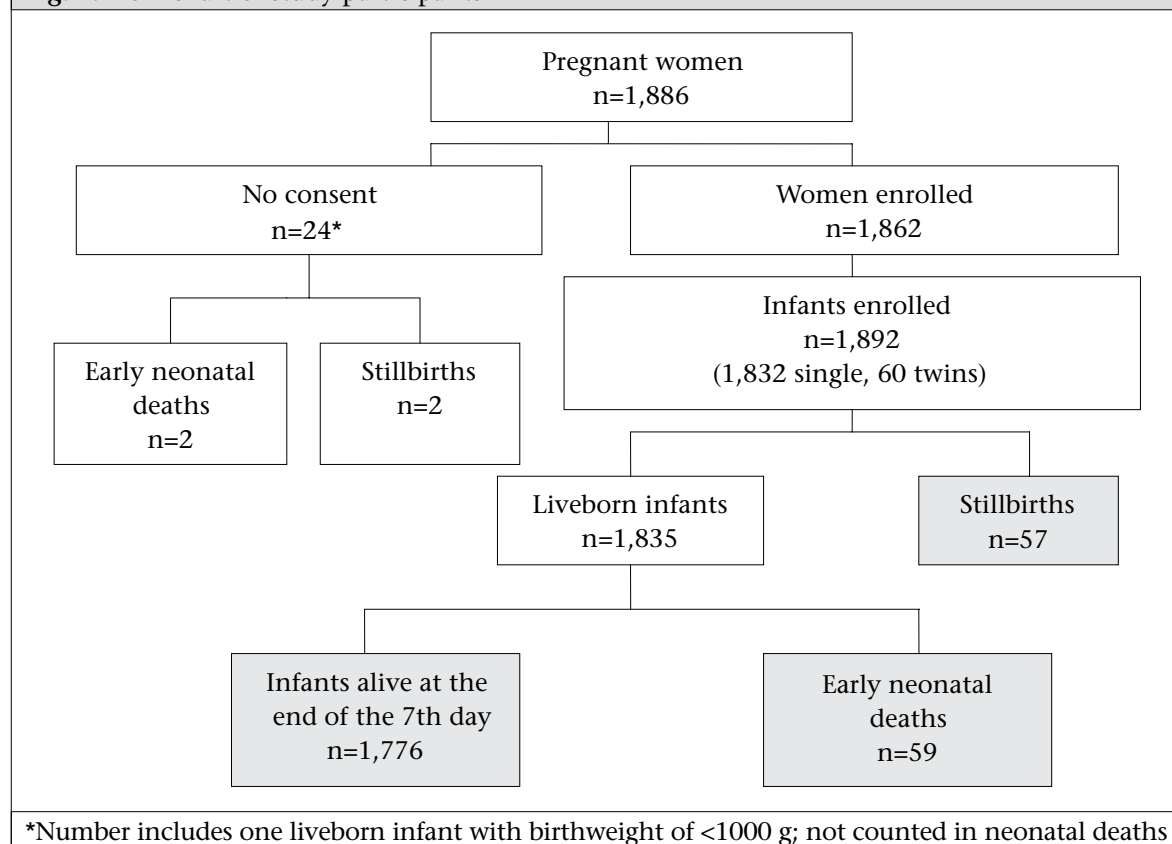 Pregnant women
n=1,886
No consent
n=24*
Women enrolled
n=1,862
Infants enrolled
n=1,892
(1,832 single, 60 twins)
Early neonatal
deaths
n=2
Stillbirths
n=2
Liveborn infants
n=1,835
Stillbirths
n=57
Infants alive at the
end of the 7th day
n=1,776
Early neonatal
deaths
n=59
*Number includes one liveborn infant with birthweight of <1000 g; not counted in neonatal deaths